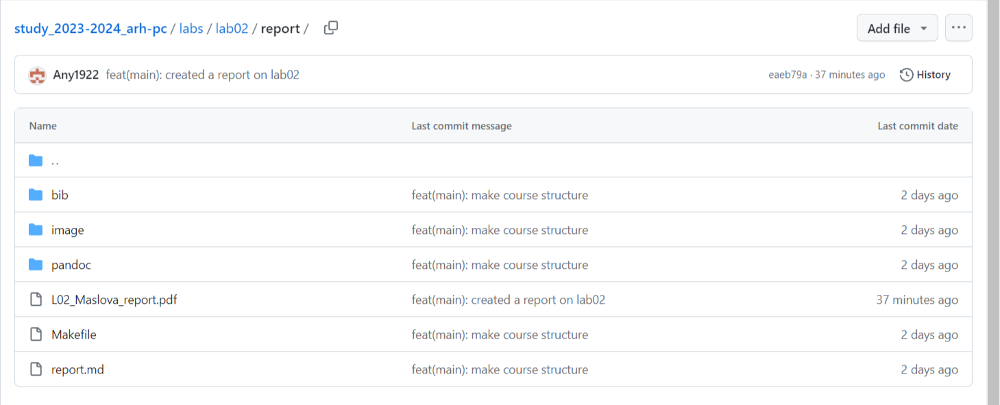 study_2023-2024_arh-pc / labs / lab02 / report / Add file ...
Any1922 feat(main): created a report on lab02 eaeb79a · 37 minutes ago History
Name Last commit message Last commit date
..
bib feat(main): make course structure 2 days ago
image feat(main): make course structure 2 days ago
pandoc feat(main): make course structure 2 days ago
L02_Maslova_report.pdf feat(main): created a report on lab02 37 minutes ago
Makefile feat(main): make course structure 2 days ago
report.md feat(main): make course structure 2 days ago